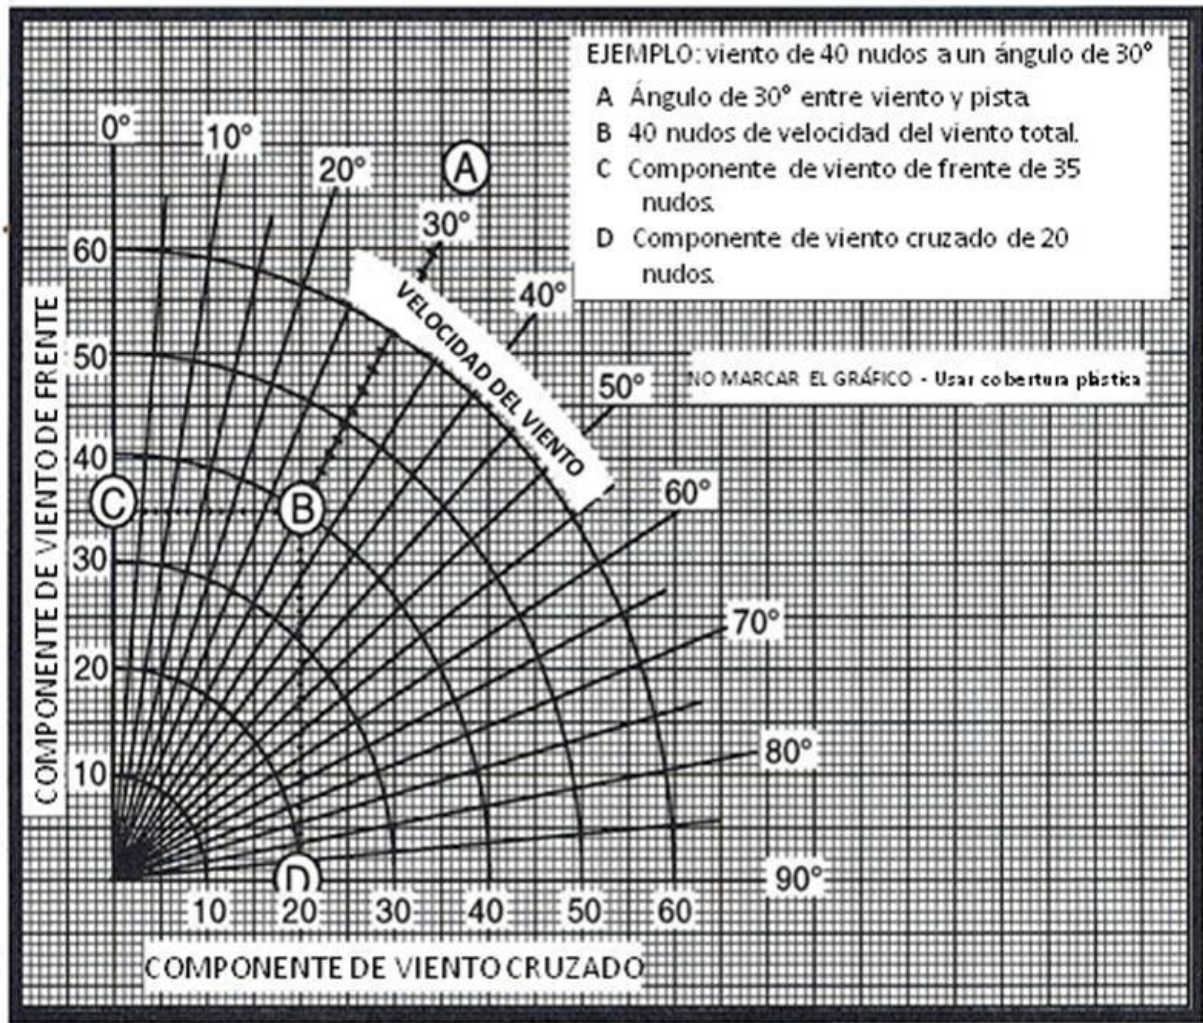 EJEMPLO: viento de 40 nudos a un ángulo de 30°
A Ángulo de 30° entre viento y pista
B 40 nudos de velocidad del viento total.
C Componente de viento de frente de 35
nudos.
D Componente de viento cruzado de 20
nudos.
0°
10°
20°
A
30°
40°
50°
60°
70°
80°
90°
VELOCIDAD DEL VIENTO
NO MARCAR EL GRÁFICO - Usar cobertura plástica
COMPONENTE DE VIENTO DE FRENTE
60
50
40
C
B
30
20
10
D
10 20 30 40 50 60
COMPONENTE DE VIENTO CRUZADO